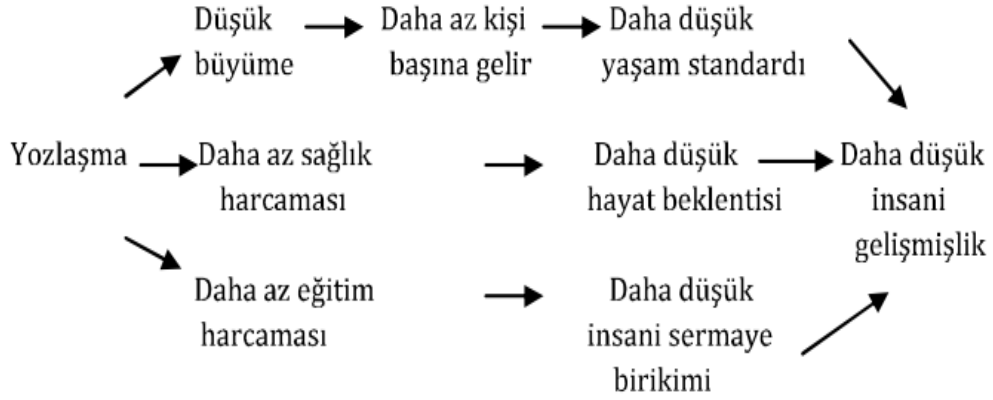 Düşük
büyüme
Daha az kişi
başına gelir
Daha düşük
yaşam standardı
Yozlaşma
Daha az sağlık
harcaması
Daha düşük
hayat beklentisi
Daha düşük
insani
gelişmişlik
Daha az eğitim
harcaması
Daha düşük
insani sermaye
birikimi